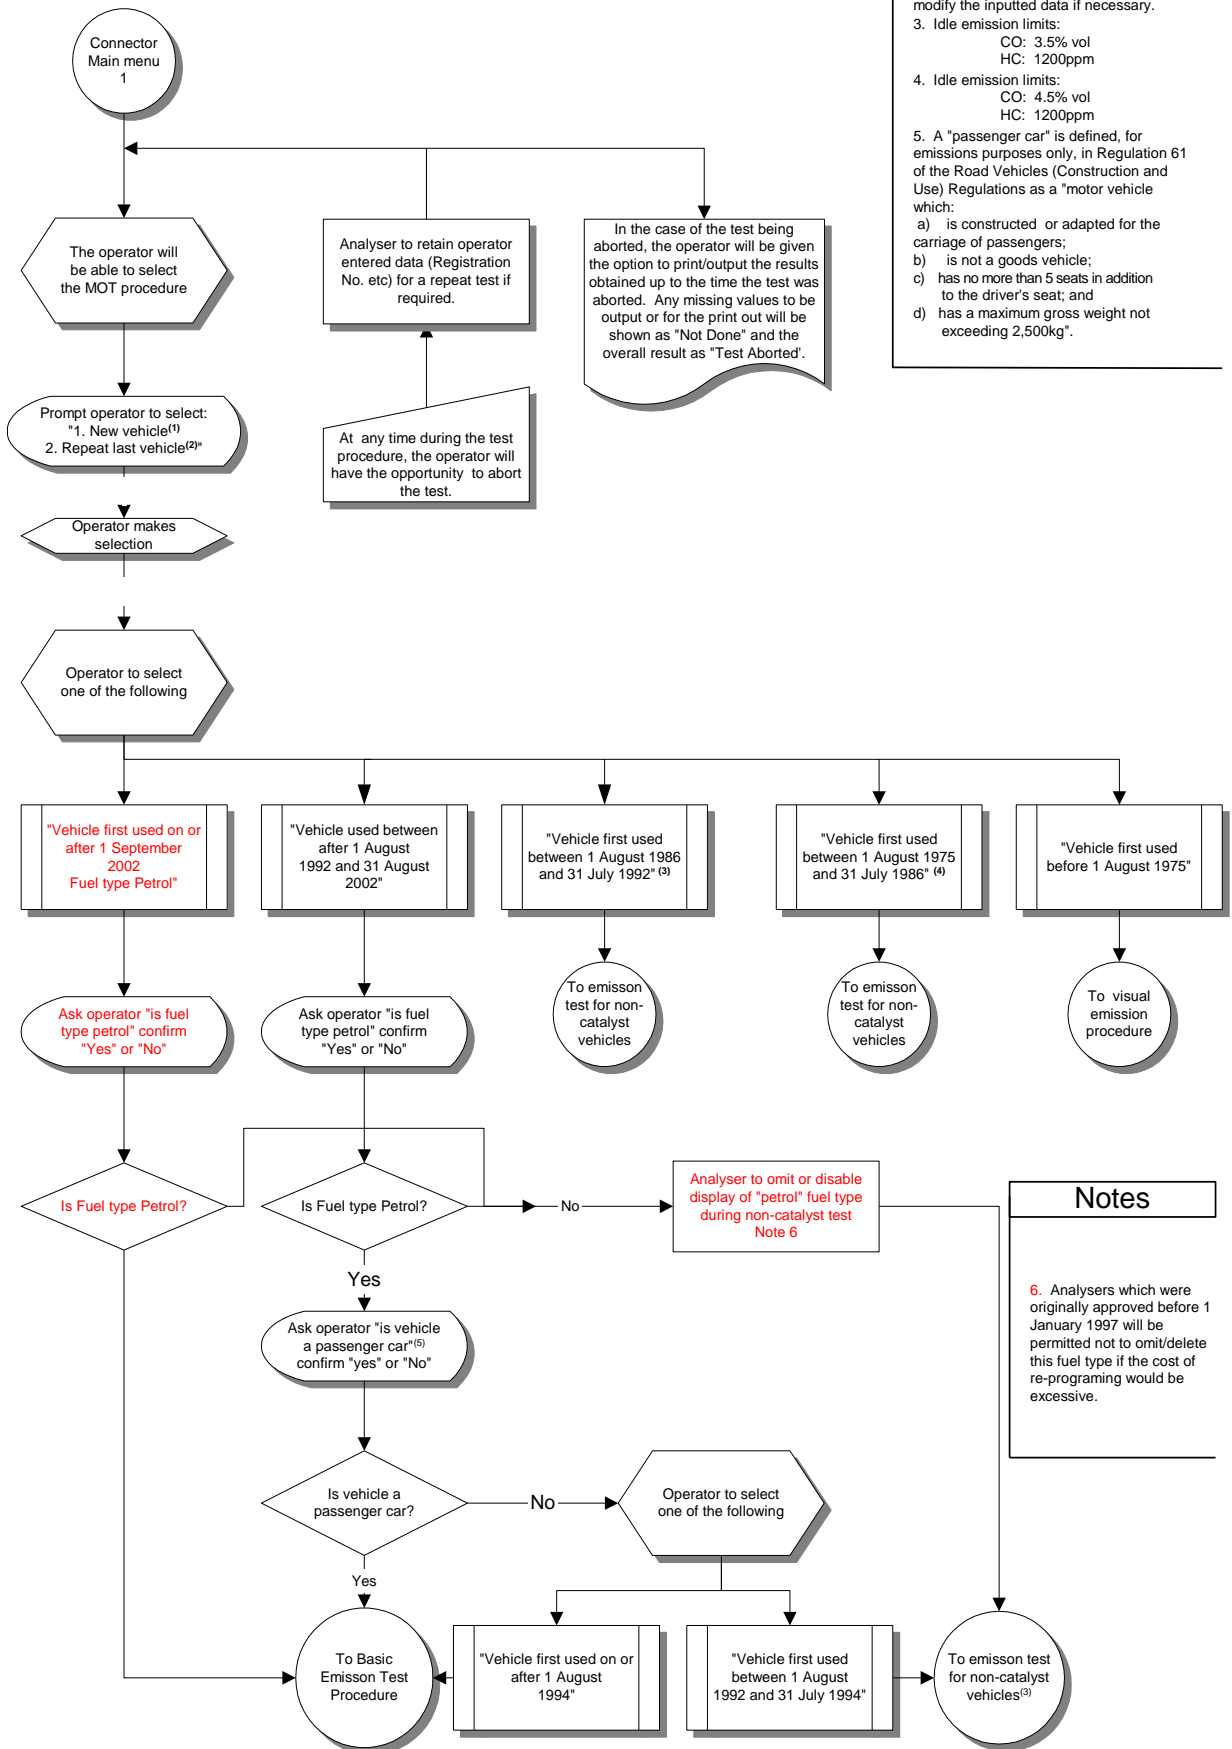 Connector
Main menu
1
modify the inputted data if necessary.
3. Idle emission limits:
CO: 3.5% vol
HC: 1200ppm
4. Idle emission limits:
CO: 4.5% vol
HC: 1200ppm
5. A "passenger car" is defined, for
emissions purposes only, in Regulation 61
of the Road Vehicles (Construction and
Use) Regulations as a "motor vehicle
which:
a) is constructed or adapted for the
carriage of passengers;
b) is not a goods vehicle;
c) has no more than 5 seats in addition
to the driver's seat; and
d) has a maximum gross weight not
exceeding 2,500kg".
The operator will
be able to select
the MOT procedure
Analyser to retain operator
entered data (Registration
No. etc) for a repeat test if
required.
In the case of the test being
aborted, the operator will be given
the option to print/output the results
obtained up to the time the test was
aborted. Any missing values to be
output or for the print out will be
shown as "Not Done" and the
overall result as "Test Aborted'.
Prompt operator to select:
"1. New vehicle(1)
2. Repeat last vehicle(2)"
At any time during the test
procedure, the operator will
have the opportunity to abort
the test.
Operator makes
selection
Operator to select
one of the following
"Vehicle first used on or
after 1 September
2002
Fuel type Petrol"
"Vehicle used between
after 1 August
1992 and 31 August
2002"
"Vehicle first used
between 1 August 1986
and 31 July 1992" (3)
"Vehicle first used
between 1 August 1975
and 31 July 1986" (4)
"Vehicle first used
before 1 August 1975"
Ask operator "is fuel
type petrol" confirm
"Yes" or "No"
Ask operator "is fuel
type petrol" confirm
"Yes" or "No"
To emisson
test for non-
catalyst
vehicles
To emisson
test for non-
catalyst
vehicles
To visual
emission
procedure
Is Fuel type Petrol?
Is Fuel type Petrol?
No
Analyser to omit or disable
display of "petrol" fuel type
during non-catalyst test
Note 6
Notes
6. Analysers which were
originally approved before 1
January 1997 will be
permitted not to omit/delete
this fuel type if the cost of
re-programing would be
excessive.
Yes
Ask operator "is vehicle
a passenger car"(5)
confirm "yes" or "No"
Is vehicle a
passenger car?
No
Operator to select
one of the following
Yes
To Basic
Emisson Test
Procedure
"Vehicle first used on or
after 1 August
1994"
"Vehicle first used
between 1 August
1992 and 31 July 1994"
To emisson test
for non-catalyst
vehicles(3)